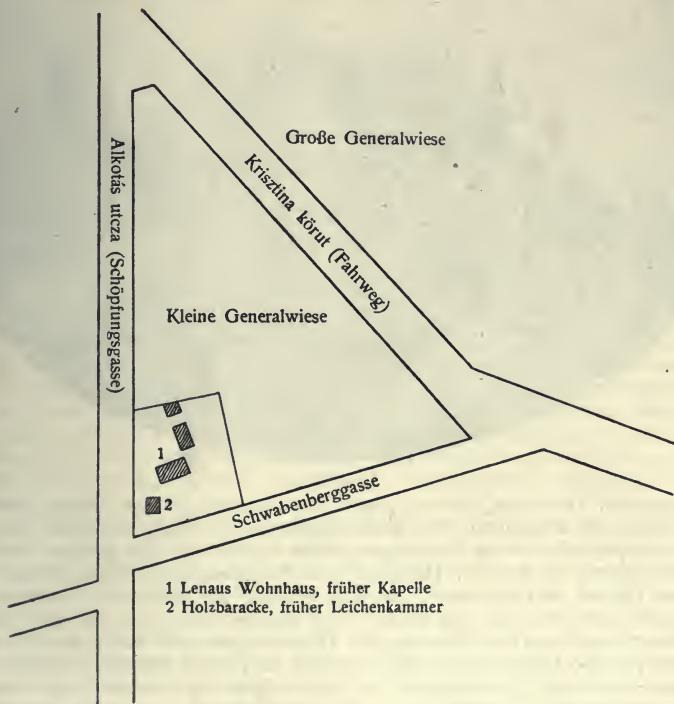 Große Generalwiese
Alkotás utcza (Schöpfungsgasse)
Krisztina körut (Fahrweg)
Kleine Generalwiese
1
2
Schwabenberggasse
1 Lenaus Wohnhaus, früher Kapelle
2 Holzbaracke, früher Leichenkammer